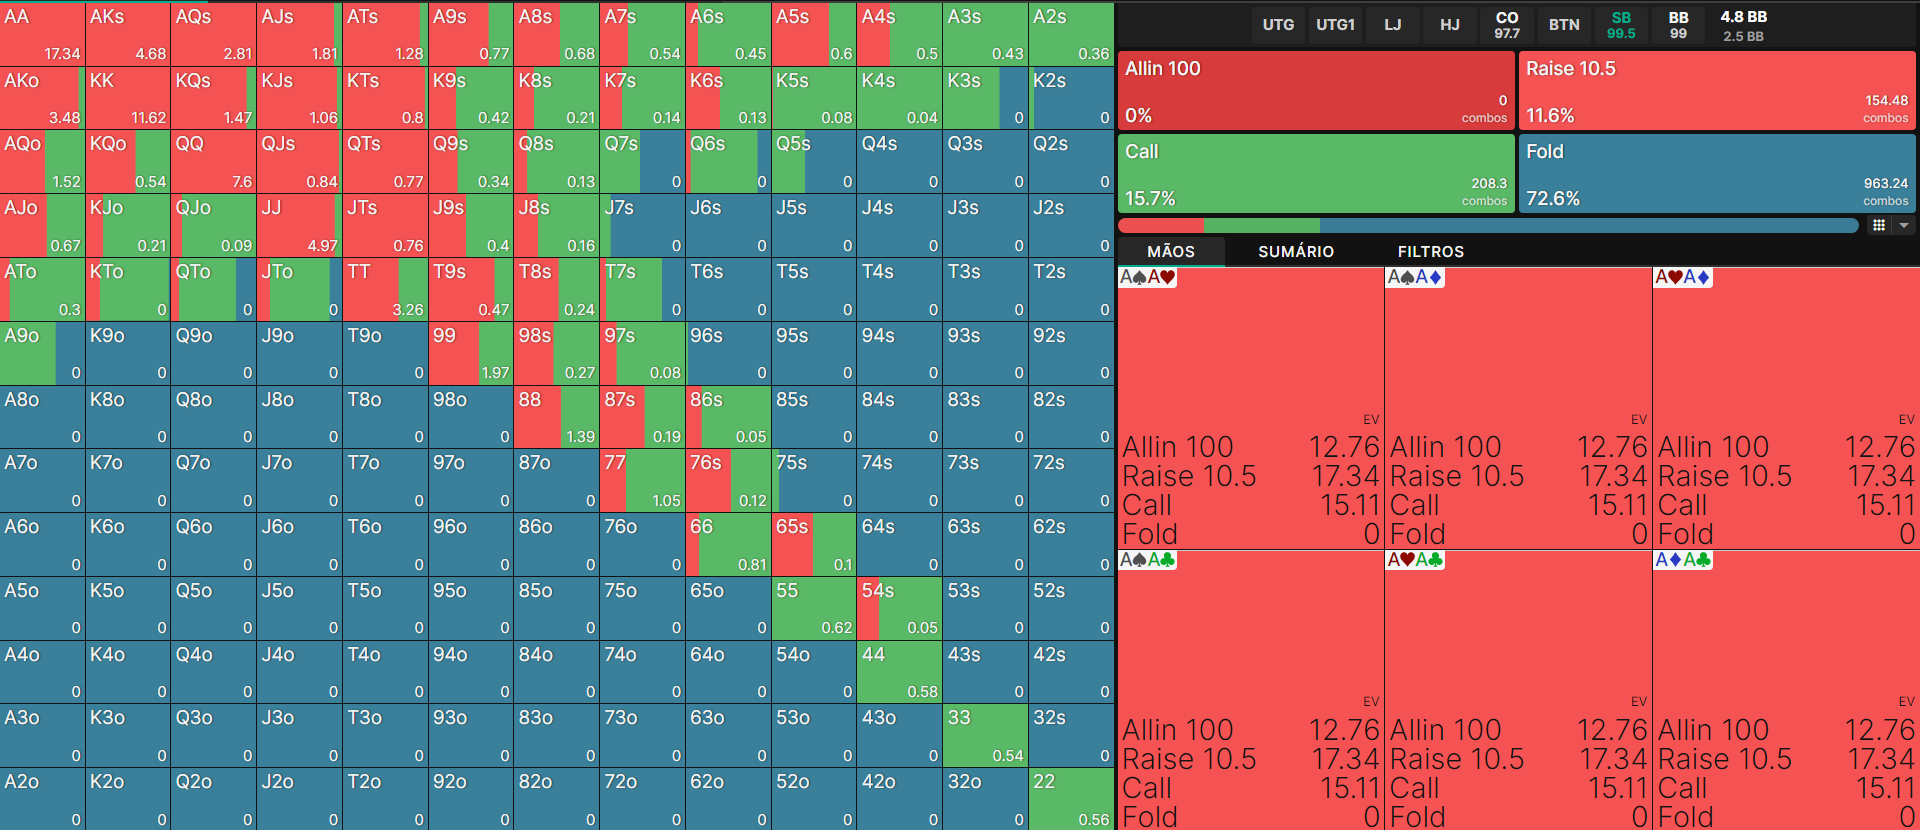 AA AKs AQs AJs ATs A9s A8s A7s A6s A5s A4s A3s A2s
17.34 4.68 2.81 1.81 1.28 0.77 0.68 0.54 0.45 0.6 0.5 0.43 0.36
AKo KK KQs KJs KTs K9s K8s K7s K6s K5s K4s K3s K2s
3.48 11.62 1.47 1.06 0.8 0.42 0.21 0.14 0.13 0.08 0.04 0 0
AQo KQo QQ QJs QTs Q9s Q8s Q7s Q6s Q5s Q4s Q3s Q2s
1.52 0.54 7.6 0.84 0.77 0.34 0.13 0 0 0 0 0 0
AJo KJo QJo JJ JTs J9s J8s J7s J6s J5s J4s J3s J2s
0.67 0.21 0.09 4.97 0.76 0.4 0.16 0 0 0 0 0 0
ATo KTo QTo JTo TT T9s T8s T7s T6s T5s T4s T3s T2s
0.3 0 0 0 3.26 0.47 0.24 0 0 0 0 0 0
A9o K9o Q9o J9o T9o 99 98s 97s 96s 95s 94s 93s 92s
0 0 0 0 0 1.97 0.27 0.08 0 0 0 0 0
A8o K8o Q8o J8o T8o 98o 88 87s 86s 85s 84s 83s 82s
0 0 0 0 0 0 1.39 0.19 0.05 0 0 0 0
A7o K7o Q7o J7o T7o 97o 87o 77 76s 75s 74s 73s 72s
0 0 0 0 0 0 0 1.05 0.12 0 0 0 0
A6o K6o Q6o J6o T6o 96o 86o 76o 66 65s 64s 63s 62s
0 0 0 0 0 0 0 0 0.81 0.1 0 0 0
A5o K5o Q5o J5o T5o 95o 85o 75o 65o 55 54s 53s 52s
0 0 0 0 0 0 0 0 0 0.62 0.05 0 0
A4o K4o Q4o J4o T4o 94o 84o 74o 64o 54o 44 43s 42s
0 0 0 0 0 0 0 0 0 0 0.58 0 0
A3o K3o Q3o J3o T3o 93o 83o 73o 63o 53o 43o 33 32s
0 0 0 0 0 0 0 0 0 0 0 0.54 0
A2o K2o Q2o J2o T2o 92o 82o 72o 62o 52o 42o 32o 22
0 0 0 0 0 0 0 0 0 0 0 0 0.56
UTG UTG1 LJ HJ CO BTN SB BB 4.8 BB
97.7 99.5 99 2.5 BB
Allin 100 Raise 10.5
0 154.48
0% combos 11.6% combos
Call Fold
208.3 963.24
15.7% combos 72.6% combos
MÃOS SUMÁRIO FILTROS
A♠A♥ A♠A♦ A♥A♦
EV EV EV
Allin 100 12.76 Allin 100 12.76 Allin 100 12.76
Raise 10.5 17.34 Raise 10.5 17.34 Raise 10.5 17.34
Call 15.11 Call 15.11 Call 15.11
Fold 0 Fold 0 Fold 0
A♠A♣ A♥A♣ A♦A♣
EV EV EV
Allin 100 12.76 Allin 100 12.76 Allin 100 12.76
Raise 10.5 17.34 Raise 10.5 17.34 Raise 10.5 17.34
Call 15.11 Call 15.11 Call 15.11
Fold 0 Fold 0 Fold 0